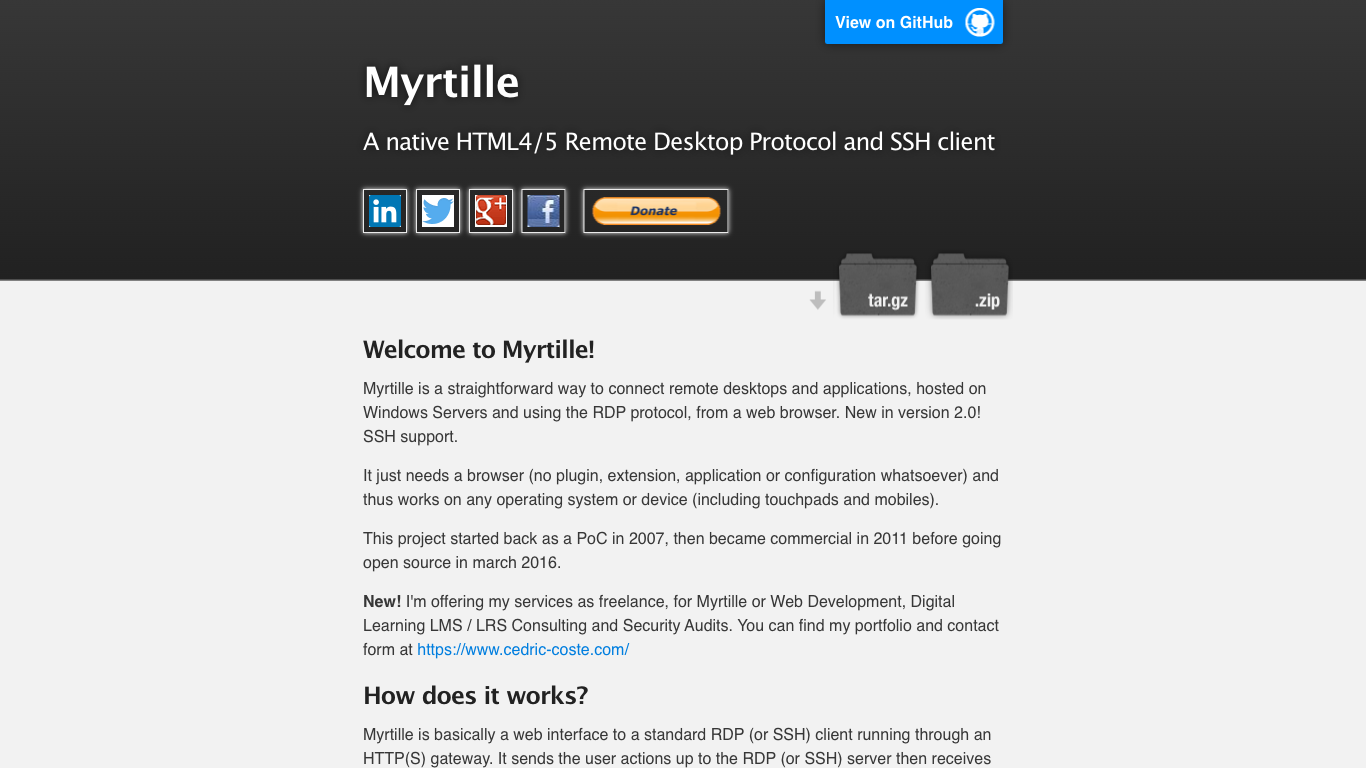 View on GitHub
Myrtille
A native HTML4/5 Remote Desktop Protocol and SSH client
in
g+
f
Donate
tar.gz
.zip
Welcome to Myrtille!
Myrtille is a straightforward way to connect remote desktops and applications, hosted on
Windows Servers and using the RDP protocol, from a web browser. New in version 2.0!
SSH support.
It just needs a browser (no plugin, extension, application or configuration whatsoever) and
thus works on any operating system or device (including touchpads and mobiles).
This project started back as a PoC in 2007, then became commercial in 2011 before going
open source in march 2016.
New! I'm offering my services as freelance, for Myrtille or Web Development, Digital
Learning LMS / LRS Consulting and Security Audits. You can find my portfolio and contact
form at https://www.cedric-coste.com/
How does it works?
Myrtille is basically a web interface to a standard RDP (or SSH) client running through an
HTTP(S) gateway. It sends the user actions up to the RDP (or SSH) server then receives